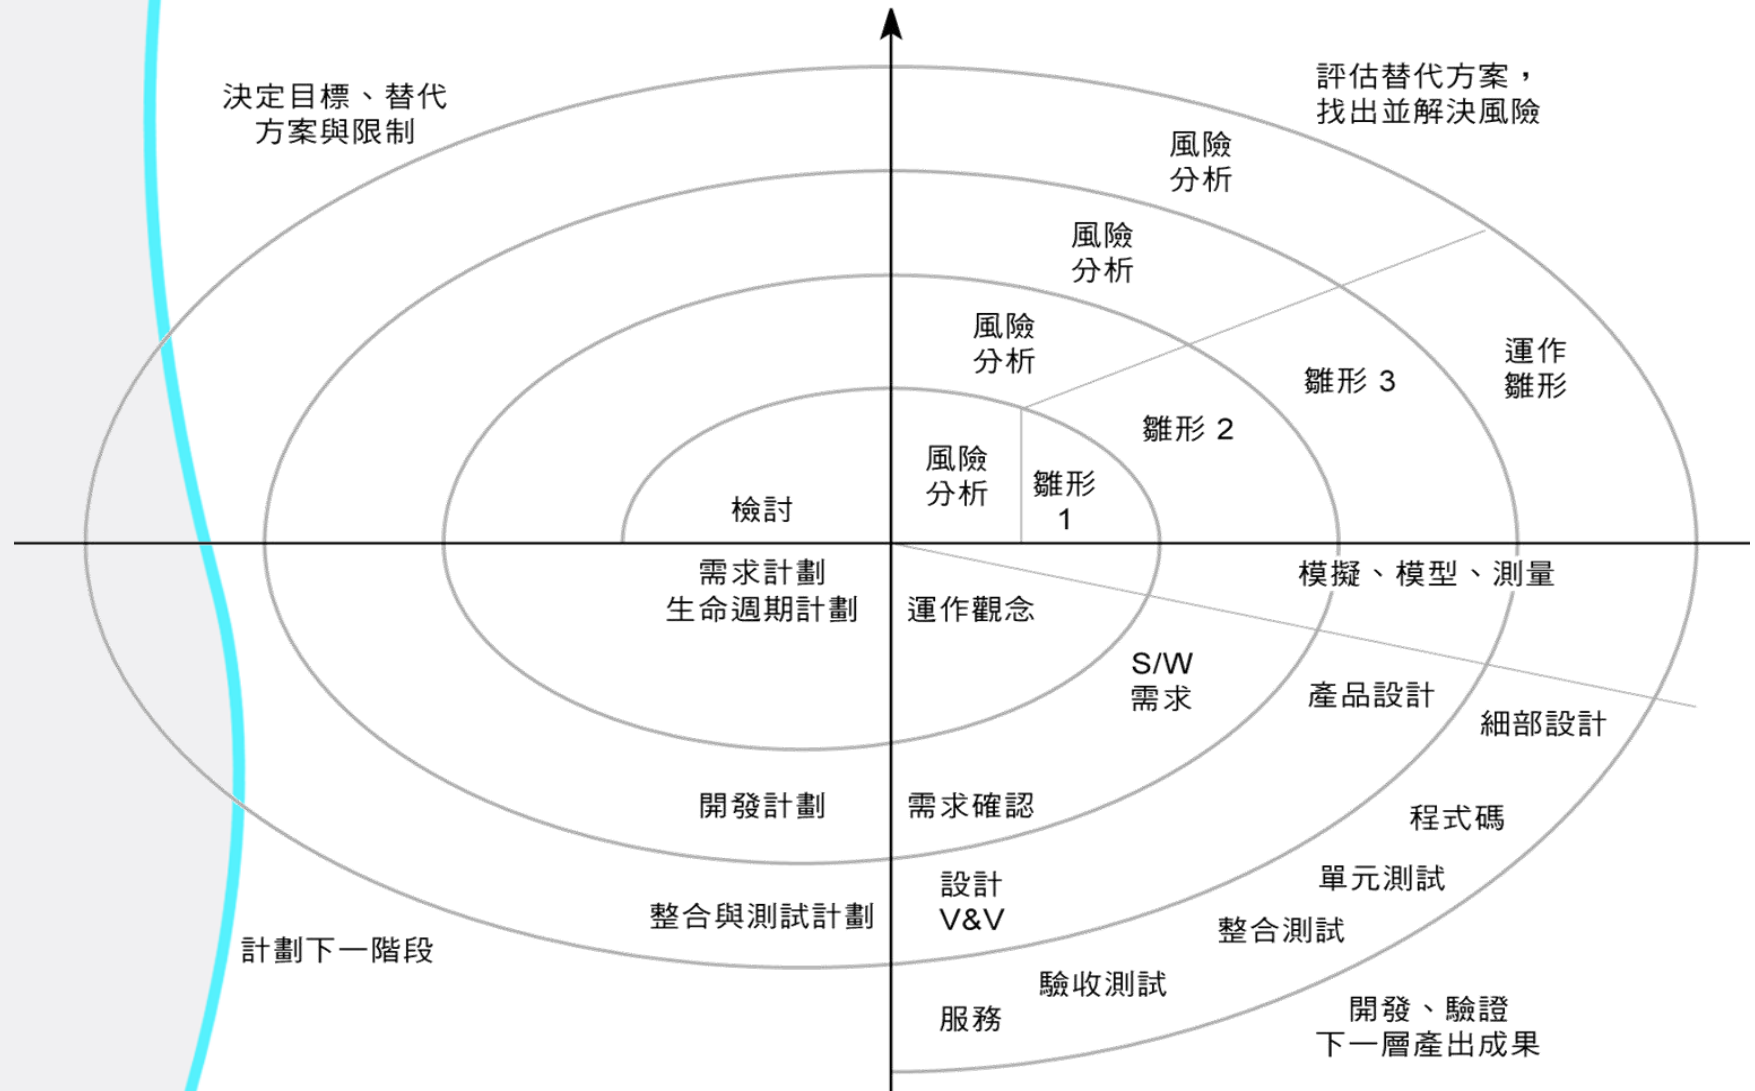 決定目標、替代
方案與限制
評估替代方案，
找出並解決風險
風險
分析
風險
分析
風險
分析
運作
雛形
雛形 3
雛形 2
風險
分析
雛形
1
檢討
需求計劃
生命週期計劃
運作觀念
模擬、模型、測量
S/W
需求
產品設計
細部設計
開發計劃
需求確認
程式碼
設計
V&V
單元測試
整合與測試計劃
整合測試
計劃下一階段
驗收測試
服務
開發、驗證
下一層產出成果